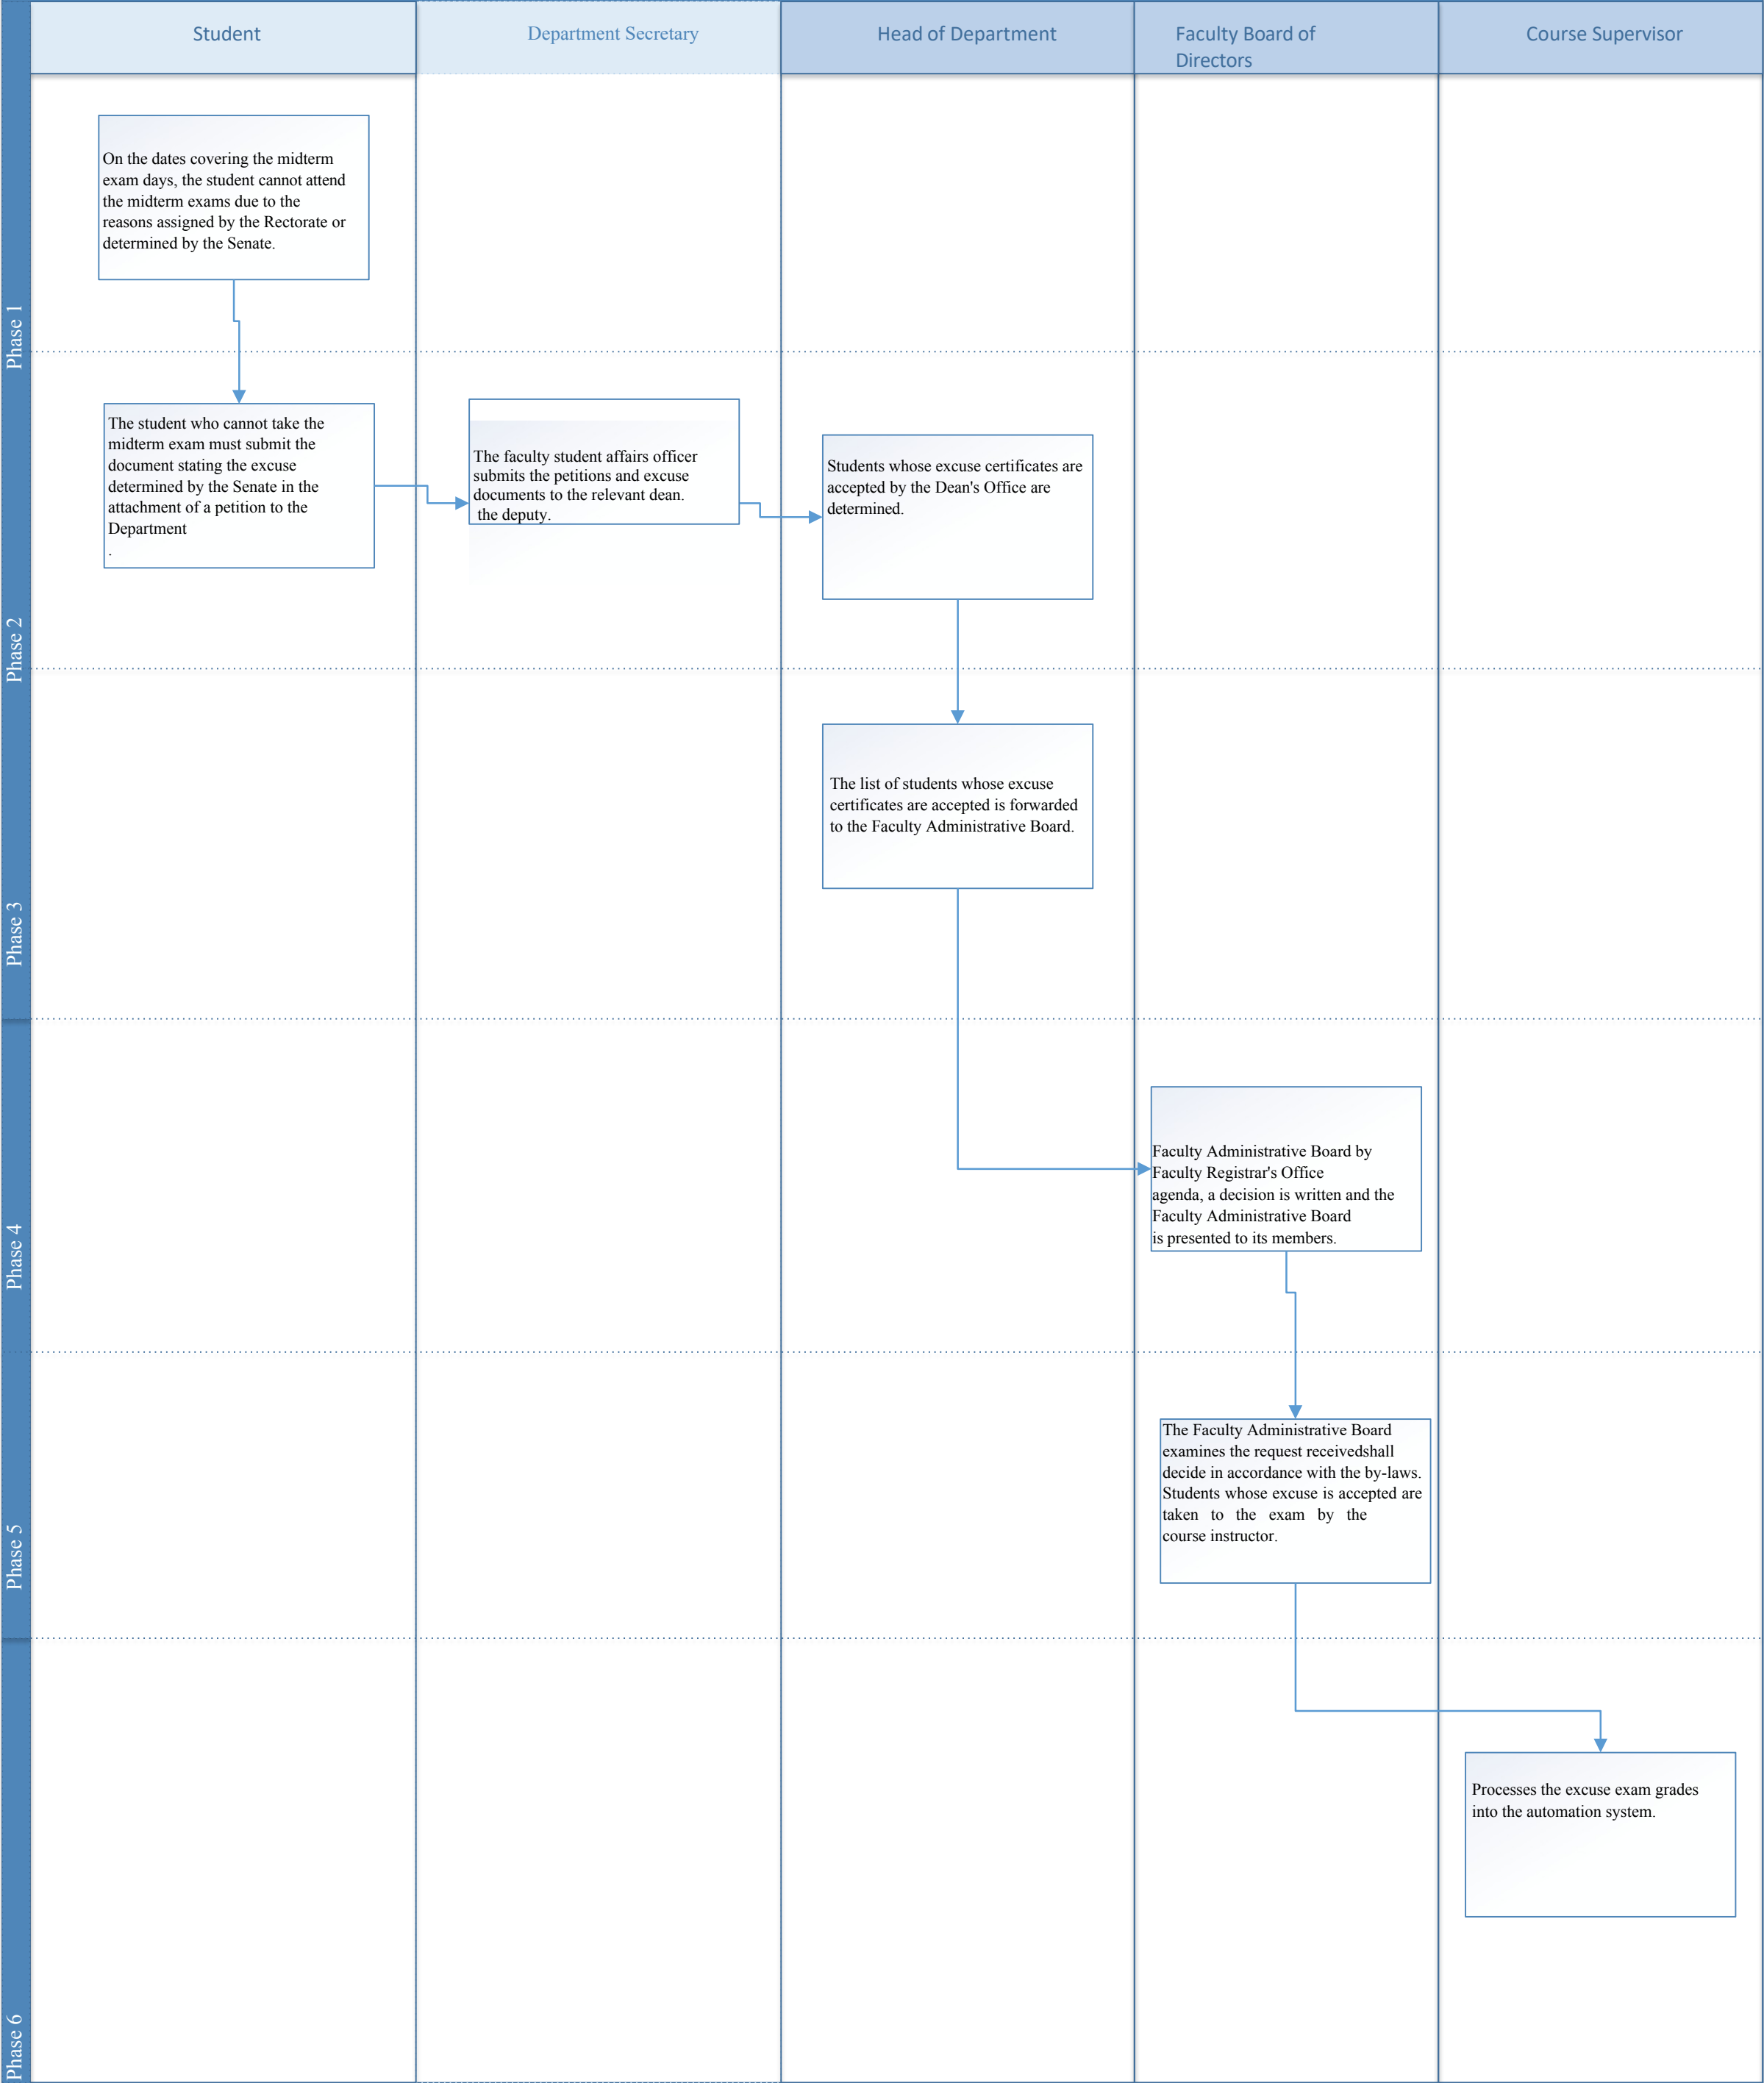 Student
Department Secretary
Head of Department
Faculty Board of
Directors
Course Supervisor
Phase 1
On the dates covering the midterm
exam days, the student cannot attend
the midterm exams due to the
reasons assigned by the Rectorate or
determined by the Senate.
Phase 2
The student who cannot take the
midterm exam must submit the
document stating the excuse
determined by the Senate in the
attachment of a petition to the
Department
.
The faculty student affairs officer
submits the petitions and excuse
documents to the relevant dean.
the deputy.
Students whose excuse certificates are
accepted by the Dean's Office are
determined.
Phase 3
The list of students whose excuse
certificates are accepted is forwarded
to the Faculty Administrative Board.
Phase 4
Faculty Administrative Board by
Faculty Registrar's Office
agenda, a decision is written and the
Faculty Administrative Board
is presented to its members.
Phase 5
The Faculty Administrative Board
examines the request receivedshall
decide in accordance with the by-laws.
Students whose excuse is accepted are
taken to the exam by the
course instructor.
Phase 6
Processes the excuse exam grades
into the automation system.